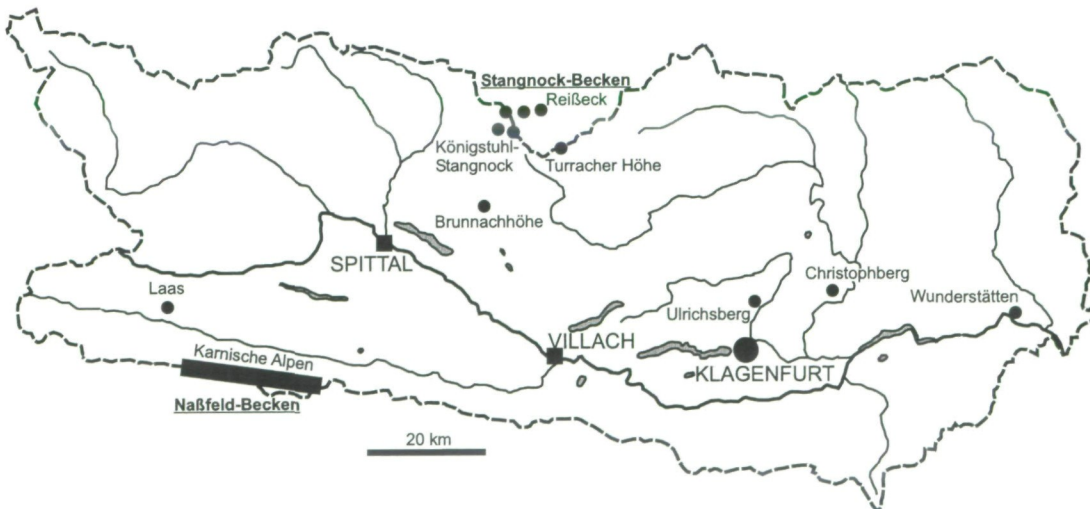 Stangnock-Becken
Reißeck
Königstuhl-
Stangnock
Turracher Höhe
Brunnachhöhe
SPITTAL
Laas
Christophberg
Wunderstätten
Ulrichsberg
VILLACH
KLAGENFURT
Karnische Alpen
Naßfeld-Becken
20 km